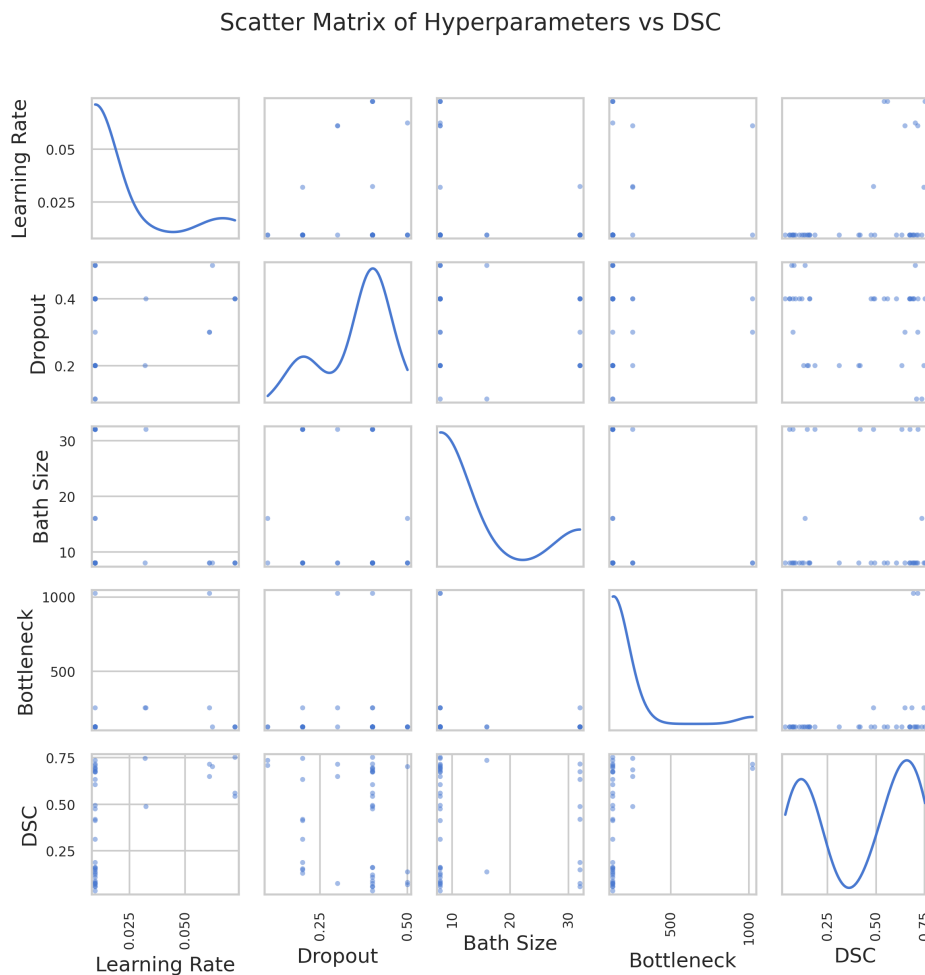 Scatter Matrix of Hyperparameters vs DSC
Learning Rate
0.05
0.025
Dropout
0.4
0.2
Bath Size
30
20
10
Bottleneck
1000
500
DSC
0.75
0.50
0.25
0.025
0.050
0.25
0.50
10
20
30
500
1000
0.25
0.50
0.75
Learning Rate
Dropout
Bath Size
Bottleneck
DSC